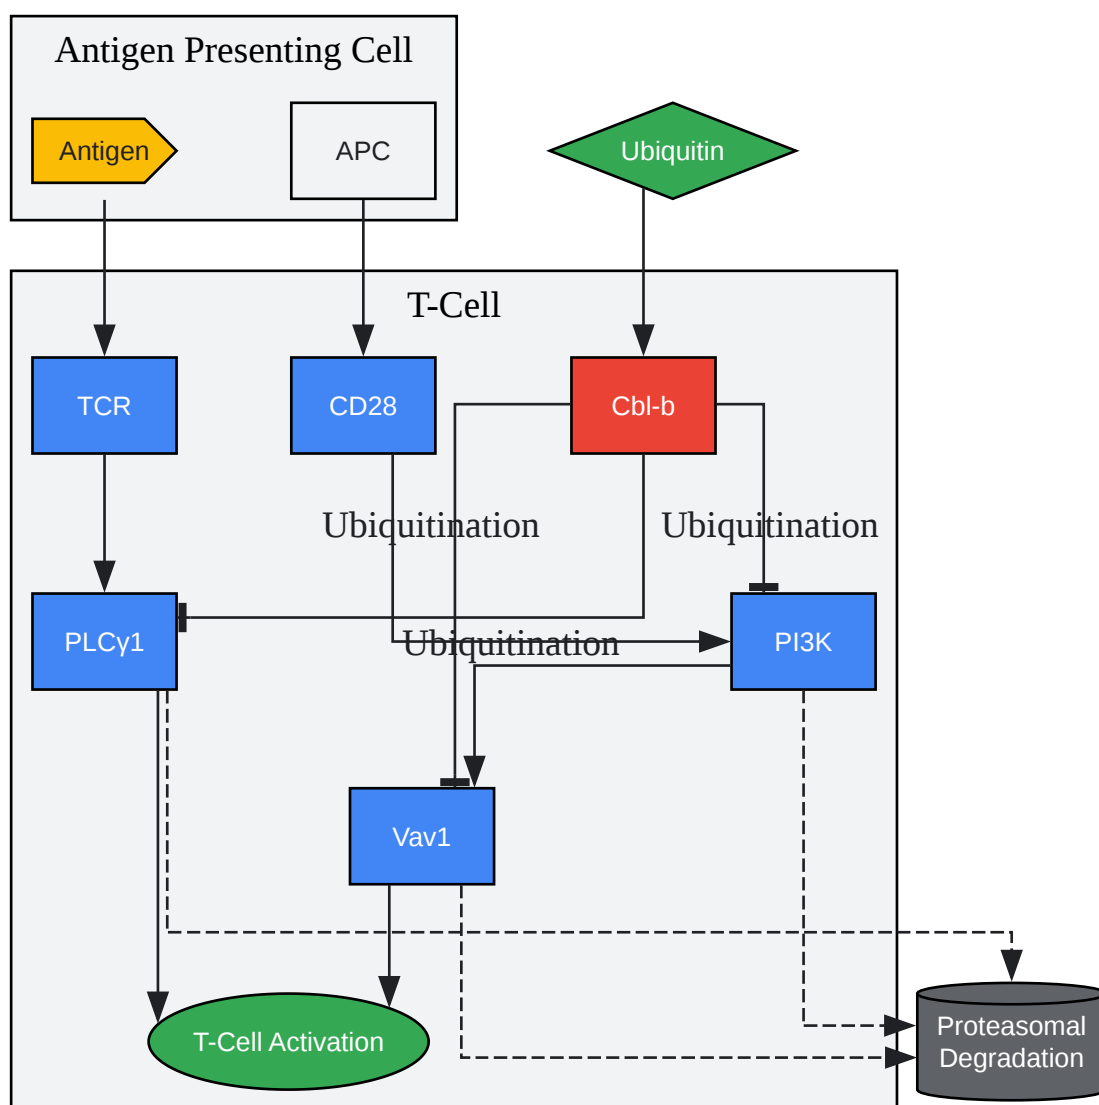 Antigen Presenting Cell
Antigen
APC
Ubiquitin
T-Cell
TCR
CD28
Cbl-b
Ubiquitination
Ubiquitination
PLCγ1
Ubiquitination
PI3K
Vav1
T-Cell Activation
Proteasomal
Degradation